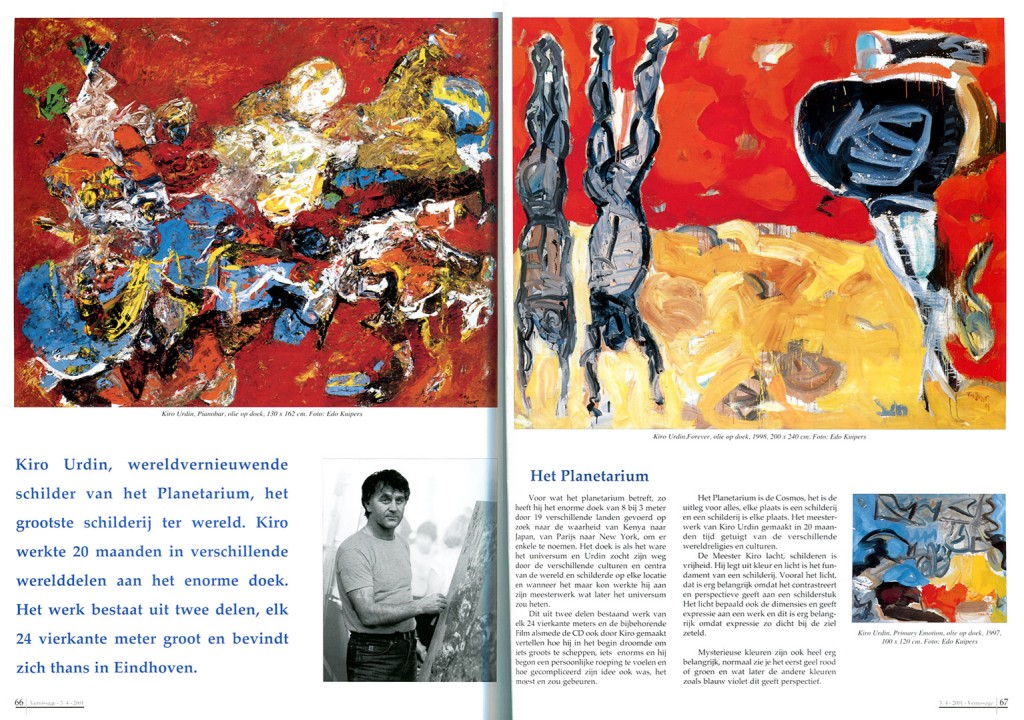 Kiro Urdin, Pianobar, olie op doek, 130 x 162 cm. Foto: Edo Kuipers
Kiro Urdin, wereldvernieuwende
schilder van het Planetarium, het
grootste schilderij ter wereld. Kiro
werkte 20 maanden in verschillende
werelddelen aan het enorme doek.
Het werk bestaat uit twee delen, elk
24 vierkante meter groot en bevindt
zich thans in Eindhoven.
66 Vernissage - 3/4 - 2001
Kiro Urdin,Forever, olie op doek, 1998, 200 x 240 cm. Foto: Edo Kuipers
Het Planetarium
Voor wat het planetarium betreft, zo
heeft hij het enorme doek van 8 bij 3 meter
door 19 verschillende landen gevoerd op
zoek naar de waarheid van Kenya naar
Japan, van Parijs naar New York, om er
enkele te noemen. Het doek is als het ware
het universum en Urdin zocht zijn weg
door de verschillende culturen en centra
van de wereld en schilderde op elke locatie
en wanneer het maar kon werkte hij aan
zijn meesterwerk wat later het universum
zou heten.
Dit uit twee delen bestaand werk van
elk 24 vierkante meters en de bijbehorende
Film alsmede de CD ook door Kiro gemaakt
vertellen hoe hij in het begin droomde om
iets groots te scheppen, iets enorms en hij
begon een persoonlijke roeping te voelen en
hoe gecompliceerd zijn idee ook was, het
moest en zou gebeuren.
Het Planetarium is de Cosmos, het is de
uitleg voor alles, elke plaats is een schilderij
en een schilderij is elke plaats. Het meester-
werk van Kiro Urdin gemaakt in 20 maan-
den tijd getuigt van de verschillende
wereldreligies en culturen.
De Meester Kiro lacht, schilderen is
vrijheid. Hij legt uit kleur en licht is het fun-
dament van een schilderij. Vooral het licht,
dat is erg belangrijk omdat het contrasteert
en perspectieve geeft aan een schilderstuk
Het licht bepaald ook de dimensies en geeft
expressie aan een werk en dit is erg belang-
rijk omdat expressie zo dicht bij de ziel
zeteld.
Mysterieuse kleuren zijn ook heel erg
belangrijk, normaal zie je het eerst geel rood
of groen en wat later de andere kleuren
zoals blauw violet dit geeft perspectief.
Kiro Urdin, Primary Emotion, olie op doek, 1997,
100 x 120 cm. Foto: Edo Kuipers
3/4 - 2001 - Vernissage 67